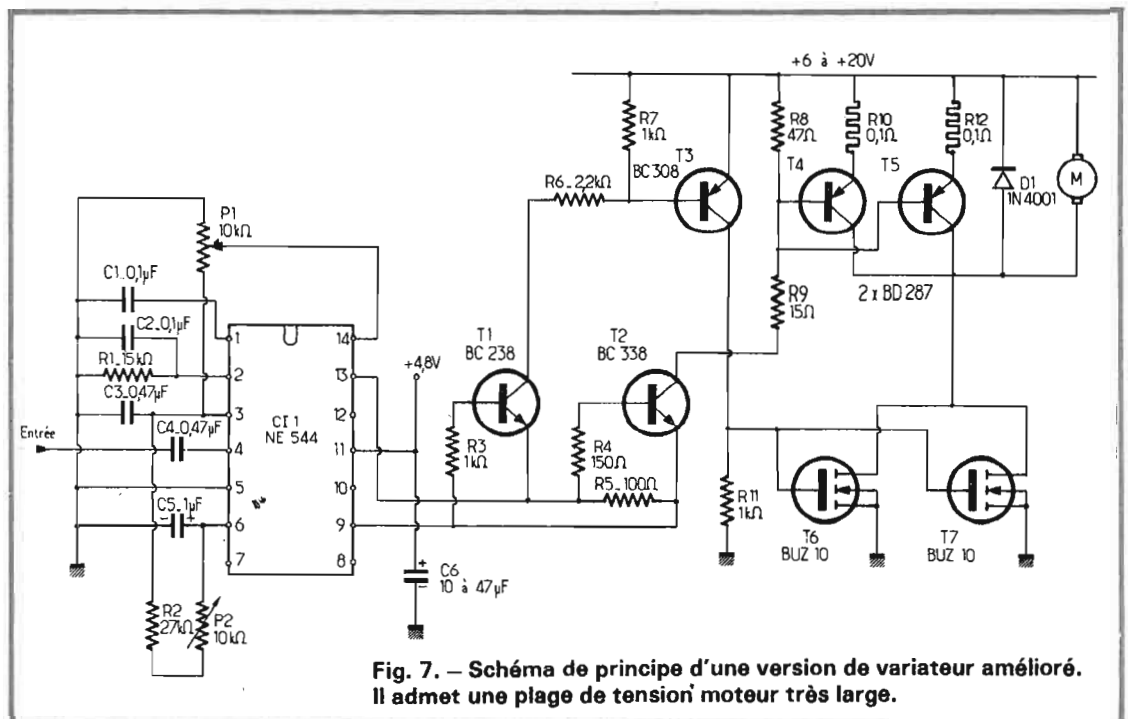 +6 à +20V
R7
1kΩ
R8
47Ω
R10
0,1Ω
R12
0,1Ω
T3
BC 308
T4
T5
R6_2,2kΩ
D1
1N4001
M
P1
10kΩ
C1_0,1µF
C2_0,1µF
R1_15kΩ
C3_0,47µF
C4_0,47µF
Entrée
C5_1µF
- +
1
2
3
4
5
6
7
14
13
12
11
10
9
8
CI 1
NE 544
+4,8V
T1
BC 238
T2
BC 338
R9
15Ω
2 x BD 287
R3
1kΩ
R4
150Ω
R5_100Ω
R11
1kΩ
T6
BUZ 10
T7
BUZ 10
+
-
C6
10 à 47µF
R2
27kΩ
P2
10kΩ
Fig. 7. – Schéma de principe d'une version de variateur amélioré.
Il admet une plage de tension moteur très large.